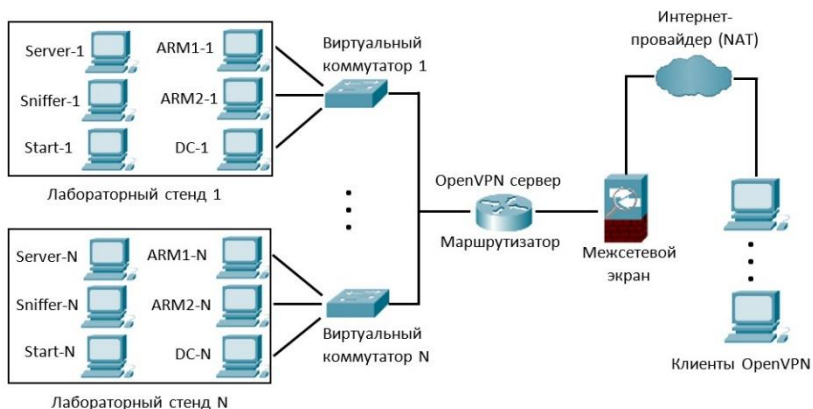 Server-1
ARM1-1
Sniffer-1
ARM2-1
Start-1
DC-1
Лабораторный стенд 1
Виртуальный
коммутатор 1
Server-N
ARM1-N
Sniffer-N
ARM2-N
Start-N
DC-N
Лабораторный стенд N
Виртуальный
коммутатор N
OpenVPN сервер
Маршрутизатор
Межсетевой
экран
Интернет-
провайдер (NAT)
Клиенты OpenVPN